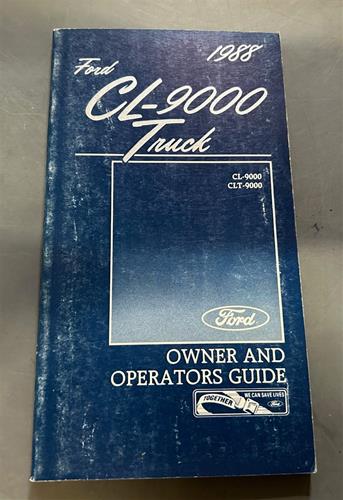 1988
Ford
CL-9000
Truck
CL-9000
CLT-9000
Ford
OWNER AND
OPERATORS GUIDE
TOGETHER
WE CAN SAVE LIVES
Ford